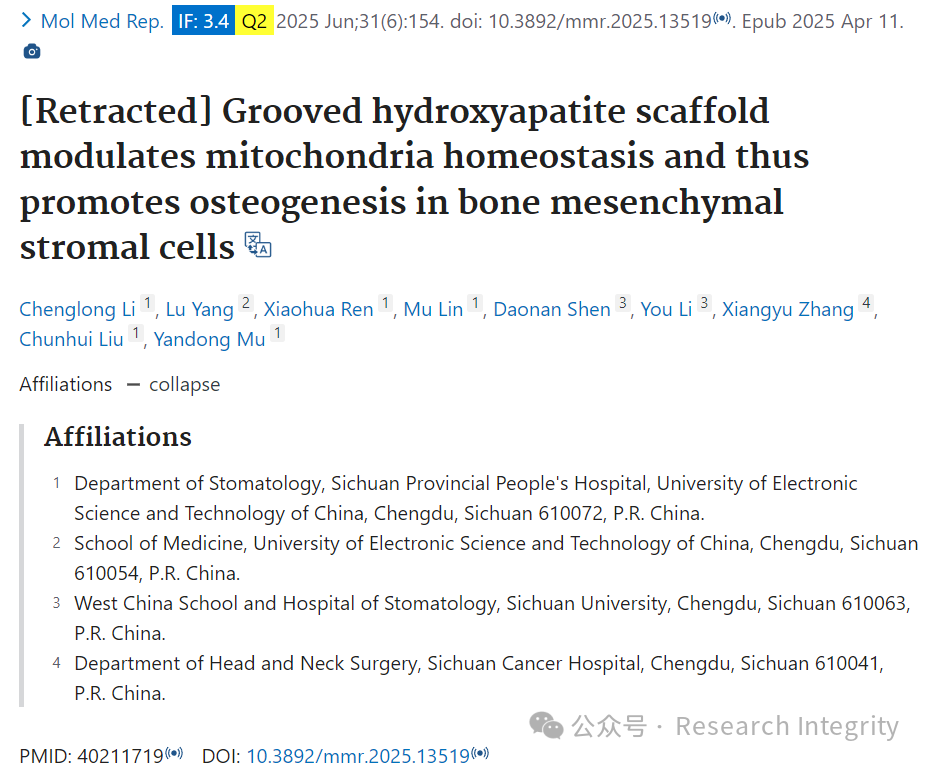 Mol Med Rep. IF: 3.4 Q2 2025 Jun;31(6):154. doi: 10.3892/mmr.2025.13519. Epub 2025 Apr 11.
[Retracted] Grooved hydroxyapatite scaffold
modulates mitochondria homeostasis and thus
promotes osteogenesis in bone mesenchymal
stromal cells 文A
Chenglong Li 1, Lu Yang 2, Xiaohua Ren 1, Mu Lin 1, Daonan Shen 3, You Li 3, Xiangyu Zhang 4,
Chunhui Liu 1, Yandong Mu 1
Affiliations — collapse
Affiliations
1 Department of Stomatology, Sichuan Provincial People's Hospital, University of Electronic
Science and Technology of China, Chengdu, Sichuan 610072, P.R. China.
2 School of Medicine, University of Electronic Science and Technology of China, Chengdu, Sichuan
610054, P.R. China.
3 West China School and Hospital of Stomatology, Sichuan University, Chengdu, Sichuan 610063,
P.R. China.
4 Department of Head and Neck Surgery, Sichuan Cancer Hospital, Chengdu, Sichuan 610041,
P.R. China.
公众号 · Research Integrity
PMID: 40211719 DOI: 10.3892/mmr.2025.13519